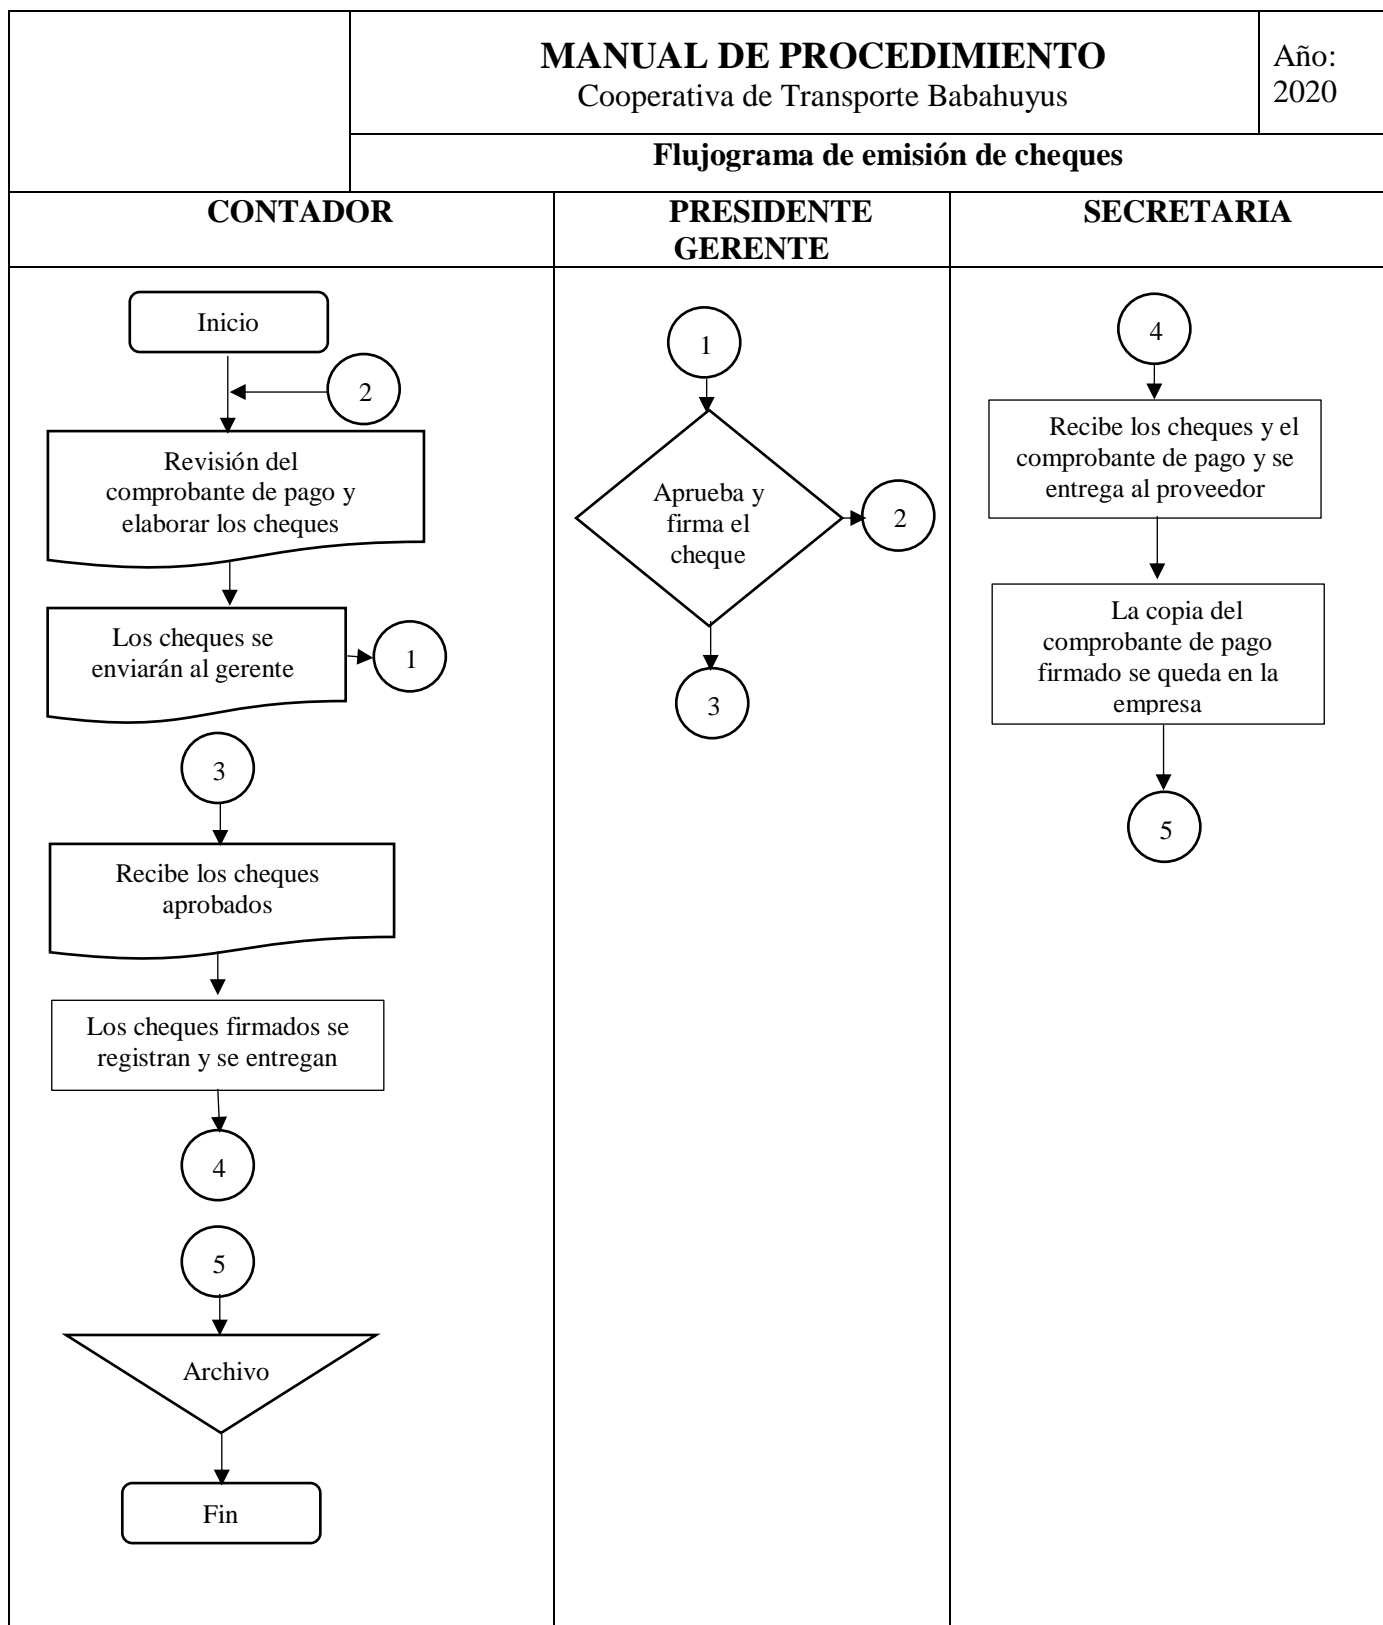 MANUAL DE PROCEDIMIENTO
Cooperativa de Transporte Babahuyus
Año:
2020
Flujograma de emisión de cheques
CONTADOR
PRESIDENTE
GERENTE
SECRETARIA
Inicio
2
Revisión del
comprobante de pago y
elaborar los cheques
Los cheques se
enviarán al gerente
1
3
Recibe los cheques
aprobados
Los cheques firmados se
registran y se entregan
4
5
Archivo
Fin
1
Aprueba y
firma el
cheque
2
3
4
Recibe los cheques y el
comprobante de pago y se
entrega al proveedor
La copia del
comprobante de pago
firmado se queda en la
empresa
5